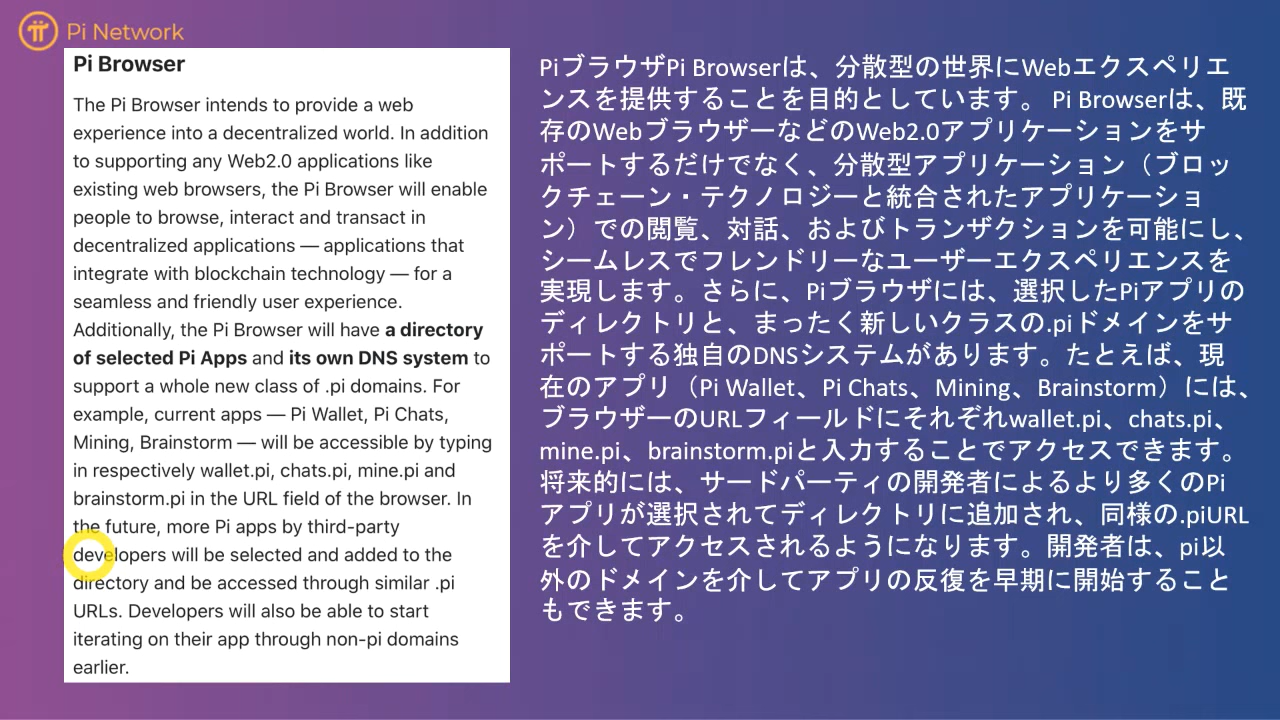 Pi Network
Pi Browser
The Pi Browser intends to provide a web
experience into a decentralized world. In addition
to supporting any Web2.0 applications like
existing web browsers, the Pi Browser will enable
people to browse, interact and transact in
decentralized applications — applications that
integrate with blockchain technology — for a
seamless and friendly user experience.
Additionally, the Pi Browser will have a directory
of selected Pi Apps and its own DNS system to
support a whole new class of .pi domains. For
example, current apps — Pi Wallet, Pi Chats,
Mining, Brainstorm — will be accessible by typing
in respectively wallet.pi, chats.pi, mine.pi and
brainstorm.pi in the URL field of the browser. In
the future, more Pi apps by third-party
developers will be selected and added to the
directory and be accessed through similar .pi
URLs. Developers will also be able to start
iterating on their app through non-pi domains
earlier.
PiブラウザPi Browserは、分散型の世界にWebエクスペリエ
ンスを提供することを目的としています。 Pi Browserは、既
存のWebブラウザーなどのWeb2.0アプリケーションをサ
ポートするだけでなく、分散型アプリケーション（ブロッ
クチェーン・テクノロジーと統合されたアプリケーショ
ン）での閲覧、対話、およびトランザクションを可能にし、
シームレスでフレンドリーなユーザーエクスペリエンスを
実現します。さらに、Piブラウザには、選択したPiアプリの
ディレクトリと、まったく新しいクラスの.piドメインをサ
ポートする独自のDNSシステムがあります。たとえば、現
在のアプリ（Pi Wallet、Pi Chats、Mining、Brainstorm）には、
ブラウザーのURLフィールドにそれぞれwallet.pi、chats.pi、
mine.pi、brainstorm.piと入力することでアクセスできます。
将来的には、サードパーティの開発者によるより多くのPi
アプリが選択されてディレクトリに追加され、同様の.piURL
を介してアクセスされるようになります。開発者は、pi以
外のドメインを介してアプリの反復を早期に開始すること
もできます。